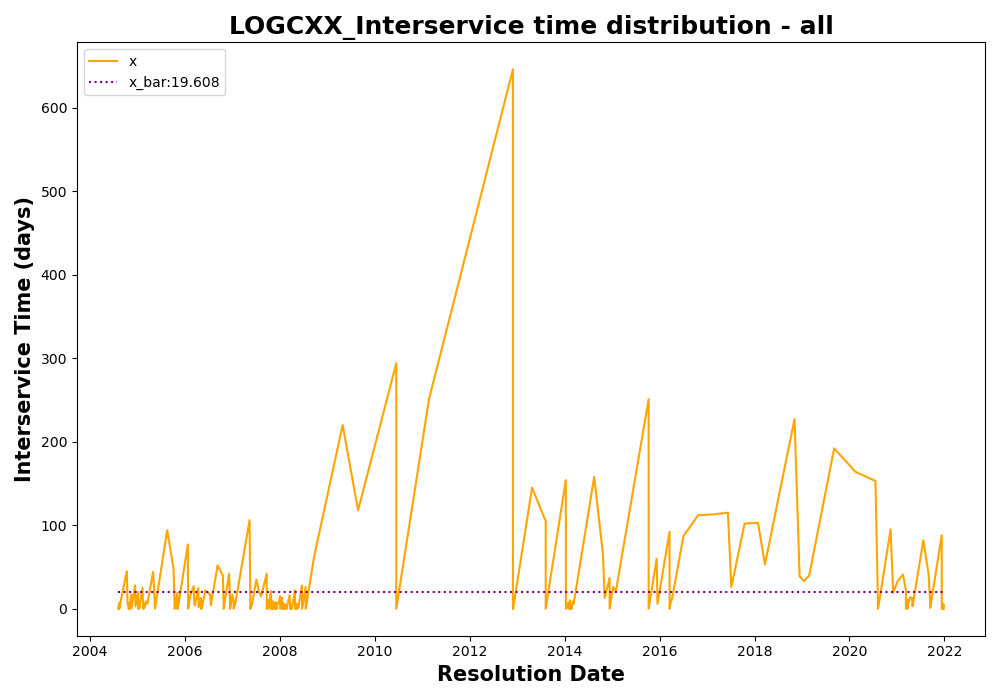 LOGCXX_Interservice time distribution - all
x
x_bar:19.608
Interservice Time (days)
600
500
400
300
200
100
0
2004 2006 2008 2010 2012 2014 2016 2018 2020 2022
Resolution Date